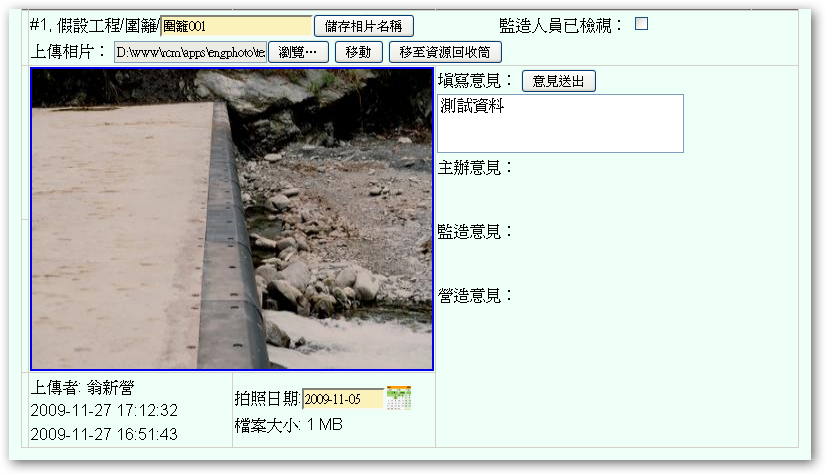 #1, 假設工程/圍籬/圍籬001 儲存相片名稱 監造人員已檢視：
上傳相片： D:\www\rcm\apps\engphoto\te 瀏覽… 移動 移至資源回收筒
填寫意見： 意見送出
測試資料
主辦意見：
監造意見：
營造意見：
上傳者: 翁新營
2009-11-27 17:12:32
2009-11-27 16:51:43
拍照日期: 2009-11-05
檔案大小: 1 MB